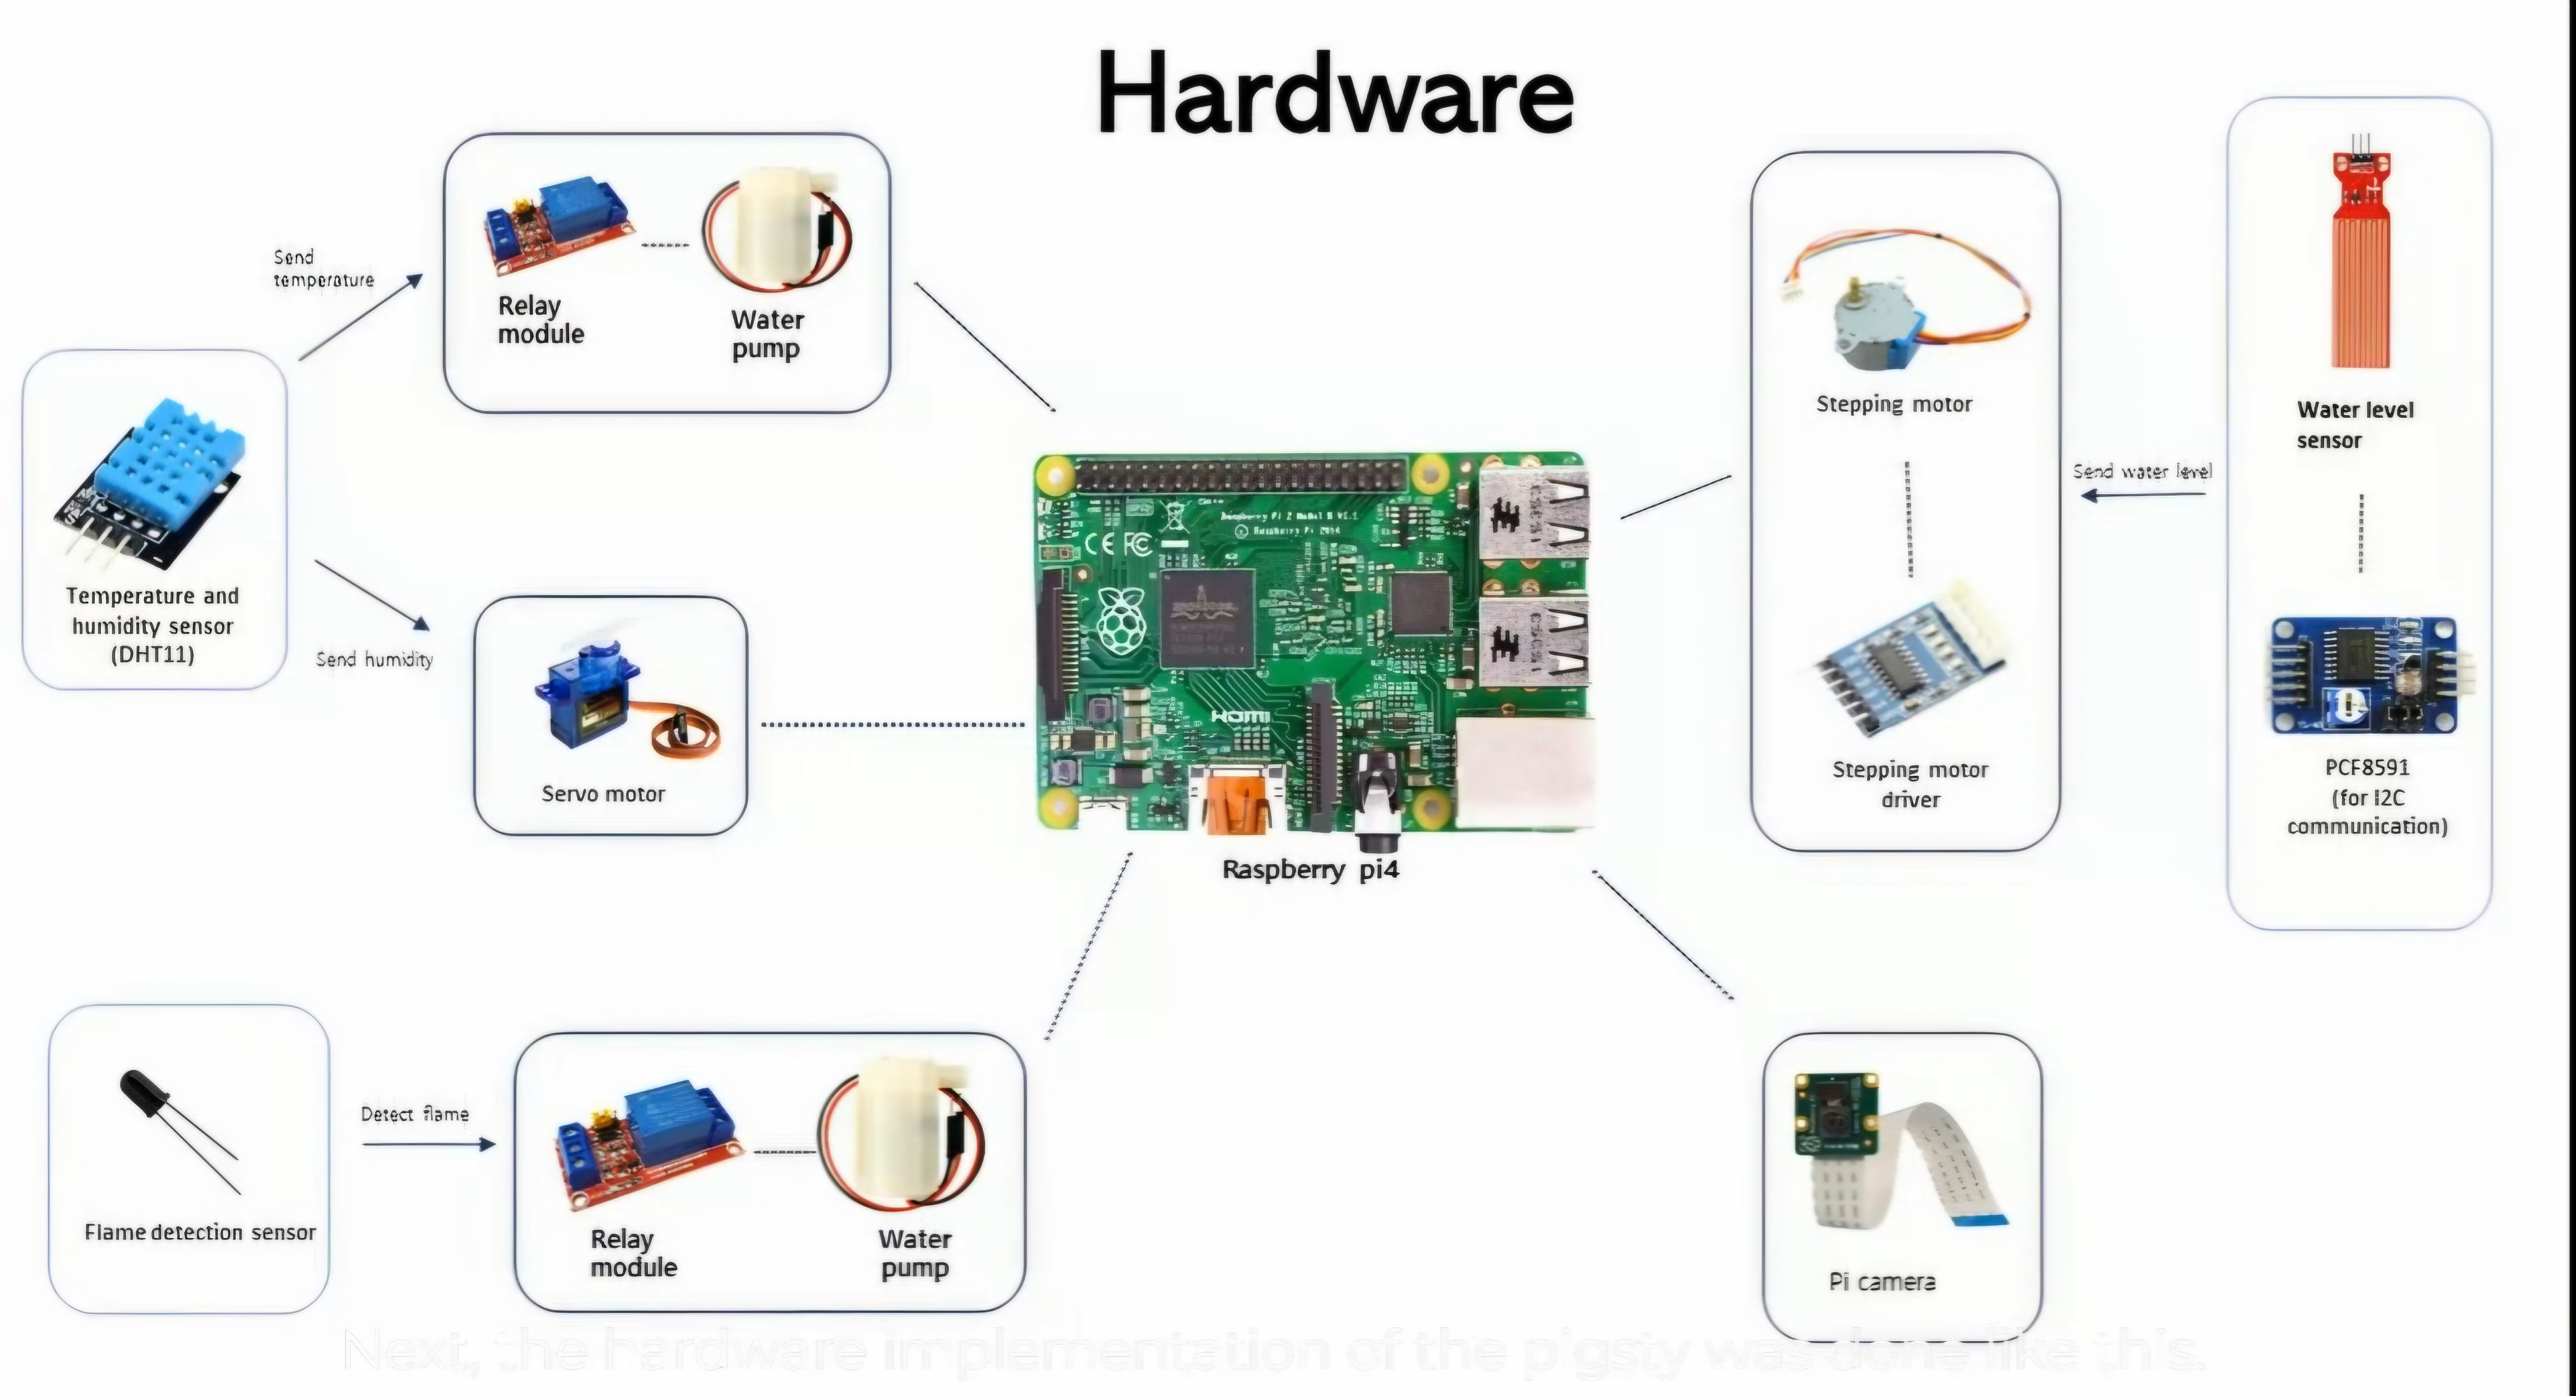 Hardware
Send
temperature
Relay
module
Water
pump
Temperature and
humidity sensor
(DHT11)
Send humidity
Servo motor
HDMI
Raspberry pi4
Stepping motor
Stepping motor
driver
Send water level
Water level
sensor
PCF8591
(for I2C
communication)
Flame detection sensor
Detect flame
Relay
module
Water
pump
Pi camera
Next, the hardware implementation of the pigsty was done like this.